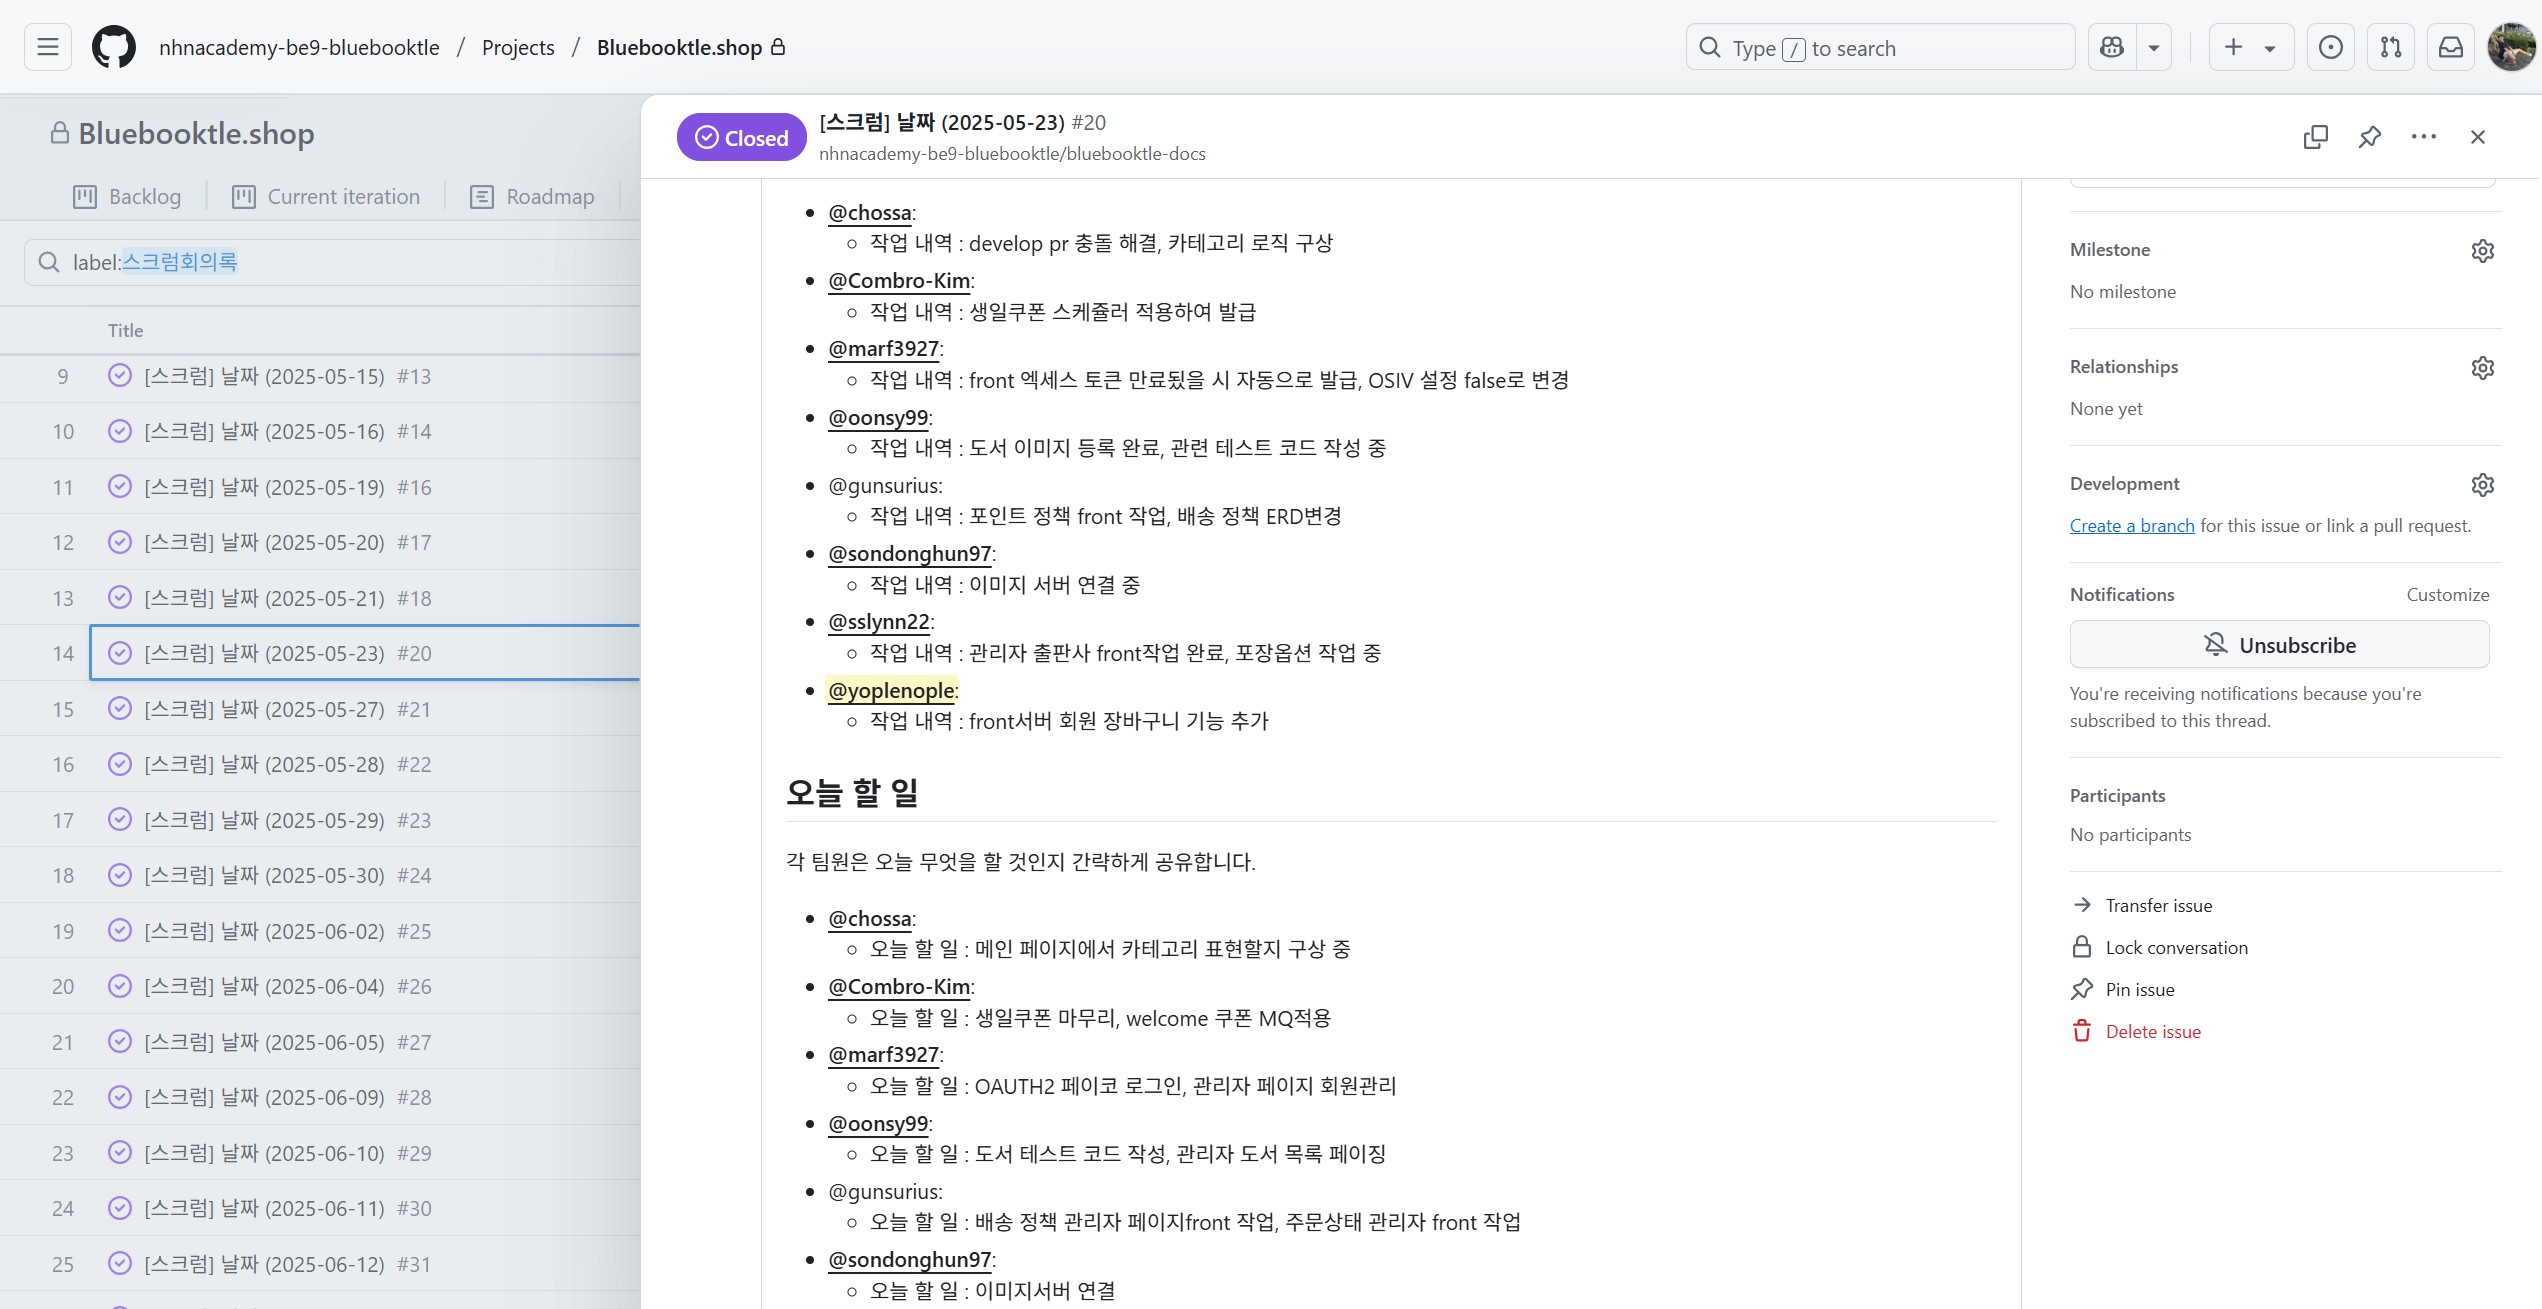 nhnacademy-be9-bluebooktle / Projects / Bluebooktle.shop
Type / to search
Bluebooktle.shop
Backlog
Current iteration
Roadmap
label:스크럼회의록
Title
9 [스크럼] 날짜 (2025-05-15) #13
10 [스크럼] 날짜 (2025-05-16) #14
11 [스크럼] 날짜 (2025-05-19) #16
12 [스크럼] 날짜 (2025-05-20) #17
13 [스크럼] 날짜 (2025-05-21) #18
14 [스크럼] 날짜 (2025-05-23) #20
15 [스크럼] 날짜 (2025-05-27) #21
16 [스크럼] 날짜 (2025-05-28) #22
17 [스크럼] 날짜 (2025-05-29) #23
18 [스크럼] 날짜 (2025-05-30) #24
19 [스크럼] 날짜 (2025-06-02) #25
20 [스크럼] 날짜 (2025-06-04) #26
21 [스크럼] 날짜 (2025-06-05) #27
22 [스크럼] 날짜 (2025-06-09) #28
23 [스크럼] 날짜 (2025-06-10) #29
24 [스크럼] 날짜 (2025-06-11) #30
25 [스크럼] 날짜 (2025-06-12) #31
Closed
[스크럼] 날짜 (2025-05-23) #20
nhnacademy-be9-bluebooktle/bluebooktle-docs
@chossa:
작업 내역 : develop pr 충돌 해결, 카테고리 로직 구상
@Combro-Kim:
작업 내역 : 생일쿠폰 스케쥴러 적용하여 발급
@marf3927:
작업 내역 : front 엑세스 토큰 만료됬을 시 자동으로 발급, OSIV 설정 false로 변경
@oonsy99:
작업 내역 : 도서 이미지 등록 완료, 관련 테스트 코드 작성 중
@gunsurius:
작업 내역 : 포인트 정책 front 작업, 배송 정책 ERD변경
@sondonghun97:
작업 내역 : 이미지 서버 연결 중
@sslynn22:
작업 내역 : 관리자 출판사 front작업 완료, 포장옵션 작업 중
@yoplenople:
작업 내역 : front서버 회원 장바구니 기능 추가
오늘 할 일
각 팀원은 오늘 무엇을 할 것인지 간략하게 공유합니다.
@chossa:
오늘 할 일 : 메인 페이지에서 카테고리 표현할지 구상 중
@Combro-Kim:
오늘 할 일 : 생일쿠폰 마무리, welcome 쿠폰 MQ적용
@marf3927:
오늘 할 일 : OAUTH2 페이코 로그인, 관리자 페이지 회원관리
@oonsy99:
오늘 할 일 : 도서 테스트 코드 작성, 관리자 도서 목록 페이징
@gunsurius:
오늘 할 일 : 배송 정책 관리자 페이지front 작업, 주문상태 관리자 front 작업
@sondonghun97:
오늘 할 일 : 이미지서버 연결
Milestone
No milestone
Relationships
None yet
Development
Create a branch for this issue or link a pull request.
Notifications Customize
Unsubscribe
You're receiving notifications because you're
subscribed to this thread.
Participants
No participants
Transfer issue
Lock conversation
Pin issue
Delete issue